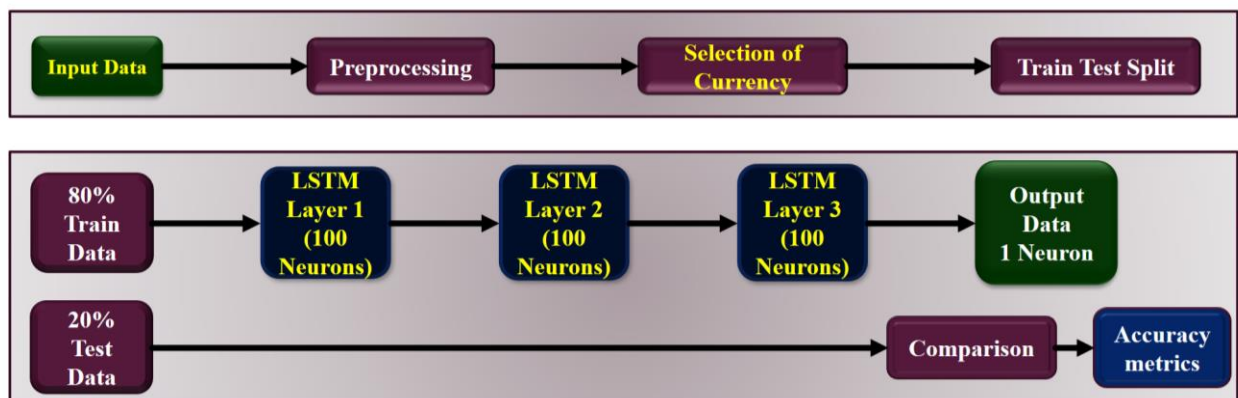 Input Data
Preprocessing
Selection of
Currency
Train Test Split
80%
Train
Data
LSTM
Layer 1
(100
Neurons)
LSTM
Layer 2
(100
Neurons)
LSTM
Layer 3
(100
Neurons)
Output
Data
1 Neuron
20%
Test
Data
Comparison
Accuracy
metrics